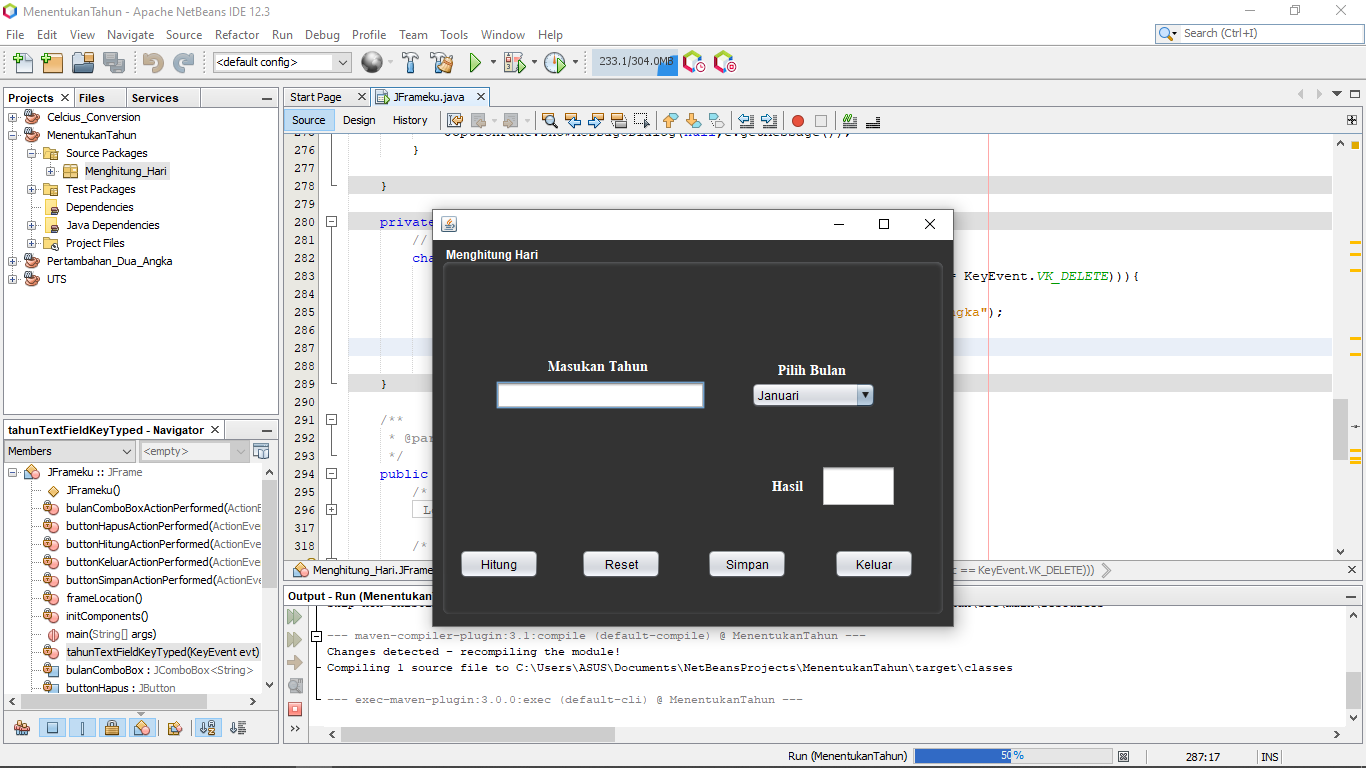 MenentukanTahun - Apache NetBeans IDE 12.3
File Edit View Navigate Source Refactor Run Debug Profile Team Tools Window Help
Search (Ctrl+I)
<default config>
233.1/304.0MB
Projects Files Services
Celcius_Conversion
MenentukanTahun
Source Packages
Menghitung_Hari
Test Packages
Dependencies
Java Dependencies
Project Files
Pertambahan_Dua_Angka
UTS
Start Page JFrameku.java
Source Design History
276 }
277
278 }
279
280 private
281 //
282 cha
283 = KeyEvent.VK_DELETE))){
284
285 gka");
286
287
288
289 }
290
291 /**
292 * @par
293 */
294 public
295 /*
296 L
317
318 /*
Menghitung_Hari.JFrame
c == KeyEvent.VK_DELETE)))
Menghitung Hari
Masukan Tahun
Pilih Bulan
Januari
Hasil
Hitung Reset Simpan Keluar
tahunTextFieldKeyTyped - Navigator
Members <empty>
JFrameku :: JFrame
JFrameku()
bulanComboBoxActionPerformed(ActionE
buttonHapusActionPerformed(ActionEve
buttonHitungActionPerformed(ActionEve
buttonKeluarActionPerformed(ActionEve
buttonSimpanActionPerformed(ActionEv
frameLocation()
initComponents()
main(String[] args)
tahunTextFieldKeyTyped(KeyEvent evt)
bulanComboBox : JComboBox<String>
buttonHapus : JButton
Output - Run (Menentukan
--- maven-compiler-plugin:3.1:compile (default-compile) @ MenentukanTahun ---
Changes detected - recompiling the module!
Compiling 1 source file to C:\Users\ASUS\Documents\NetBeansProjects\MenentukanTahun\target\classes
--- exec-maven-plugin:3.0.0:exec (default-cli) @ MenentukanTahun ---
Run (MenentukanTahun) 50% 287:17 INS